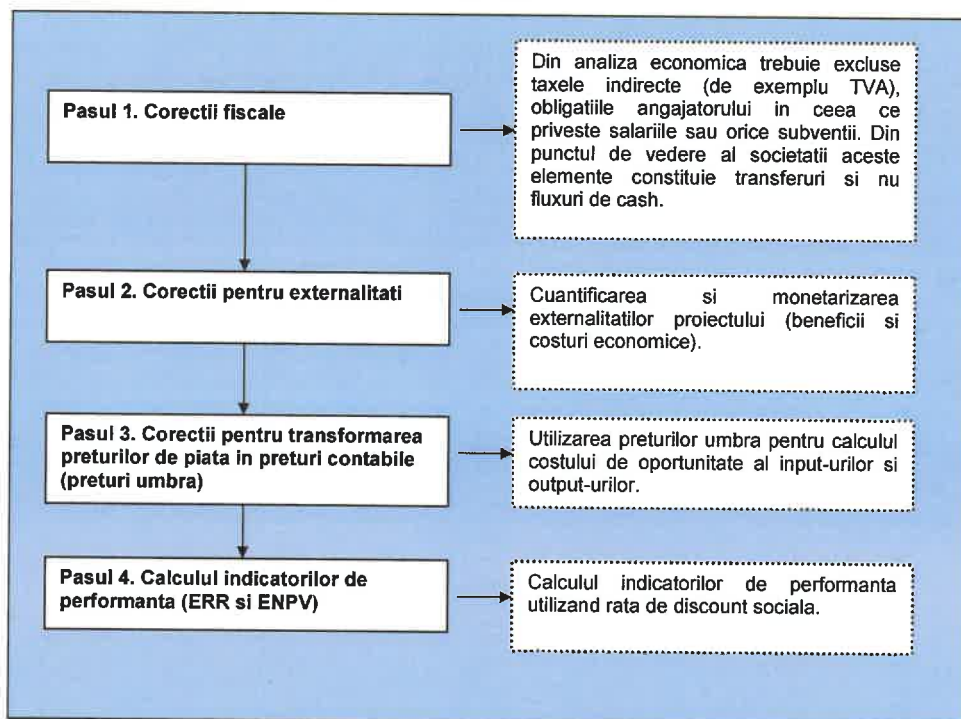 Pasul 1. Corectii fiscale
Din analiza economica trebuie excluse
taxele indirecte (de exemplu TVA),
obligatiile angajatorului in ceea ce
priveste salariile sau orice subventii. Din
punctul de vedere al societatii aceste
elemente constituie transferuri si nu
fluxuri de cash.
Pasul 2. Corectii pentru externalitati
Cuantificarea si monetarizarea
externalitatilor proiectului (beneficii si
costuri economice).
Pasul 3. Corectii pentru transformarea
preturilor de piata in preturi contabile
(preturi umbra)
Utilizarea preturilor umbra pentru calculul
costului de oportunitate al input-urilor si
output-urilor.
Pasul 4. Calculul indicatorilor de
performanta (ERR si ENPV)
Calculul indicatorilor de performanta
utilizand rata de discount sociala.